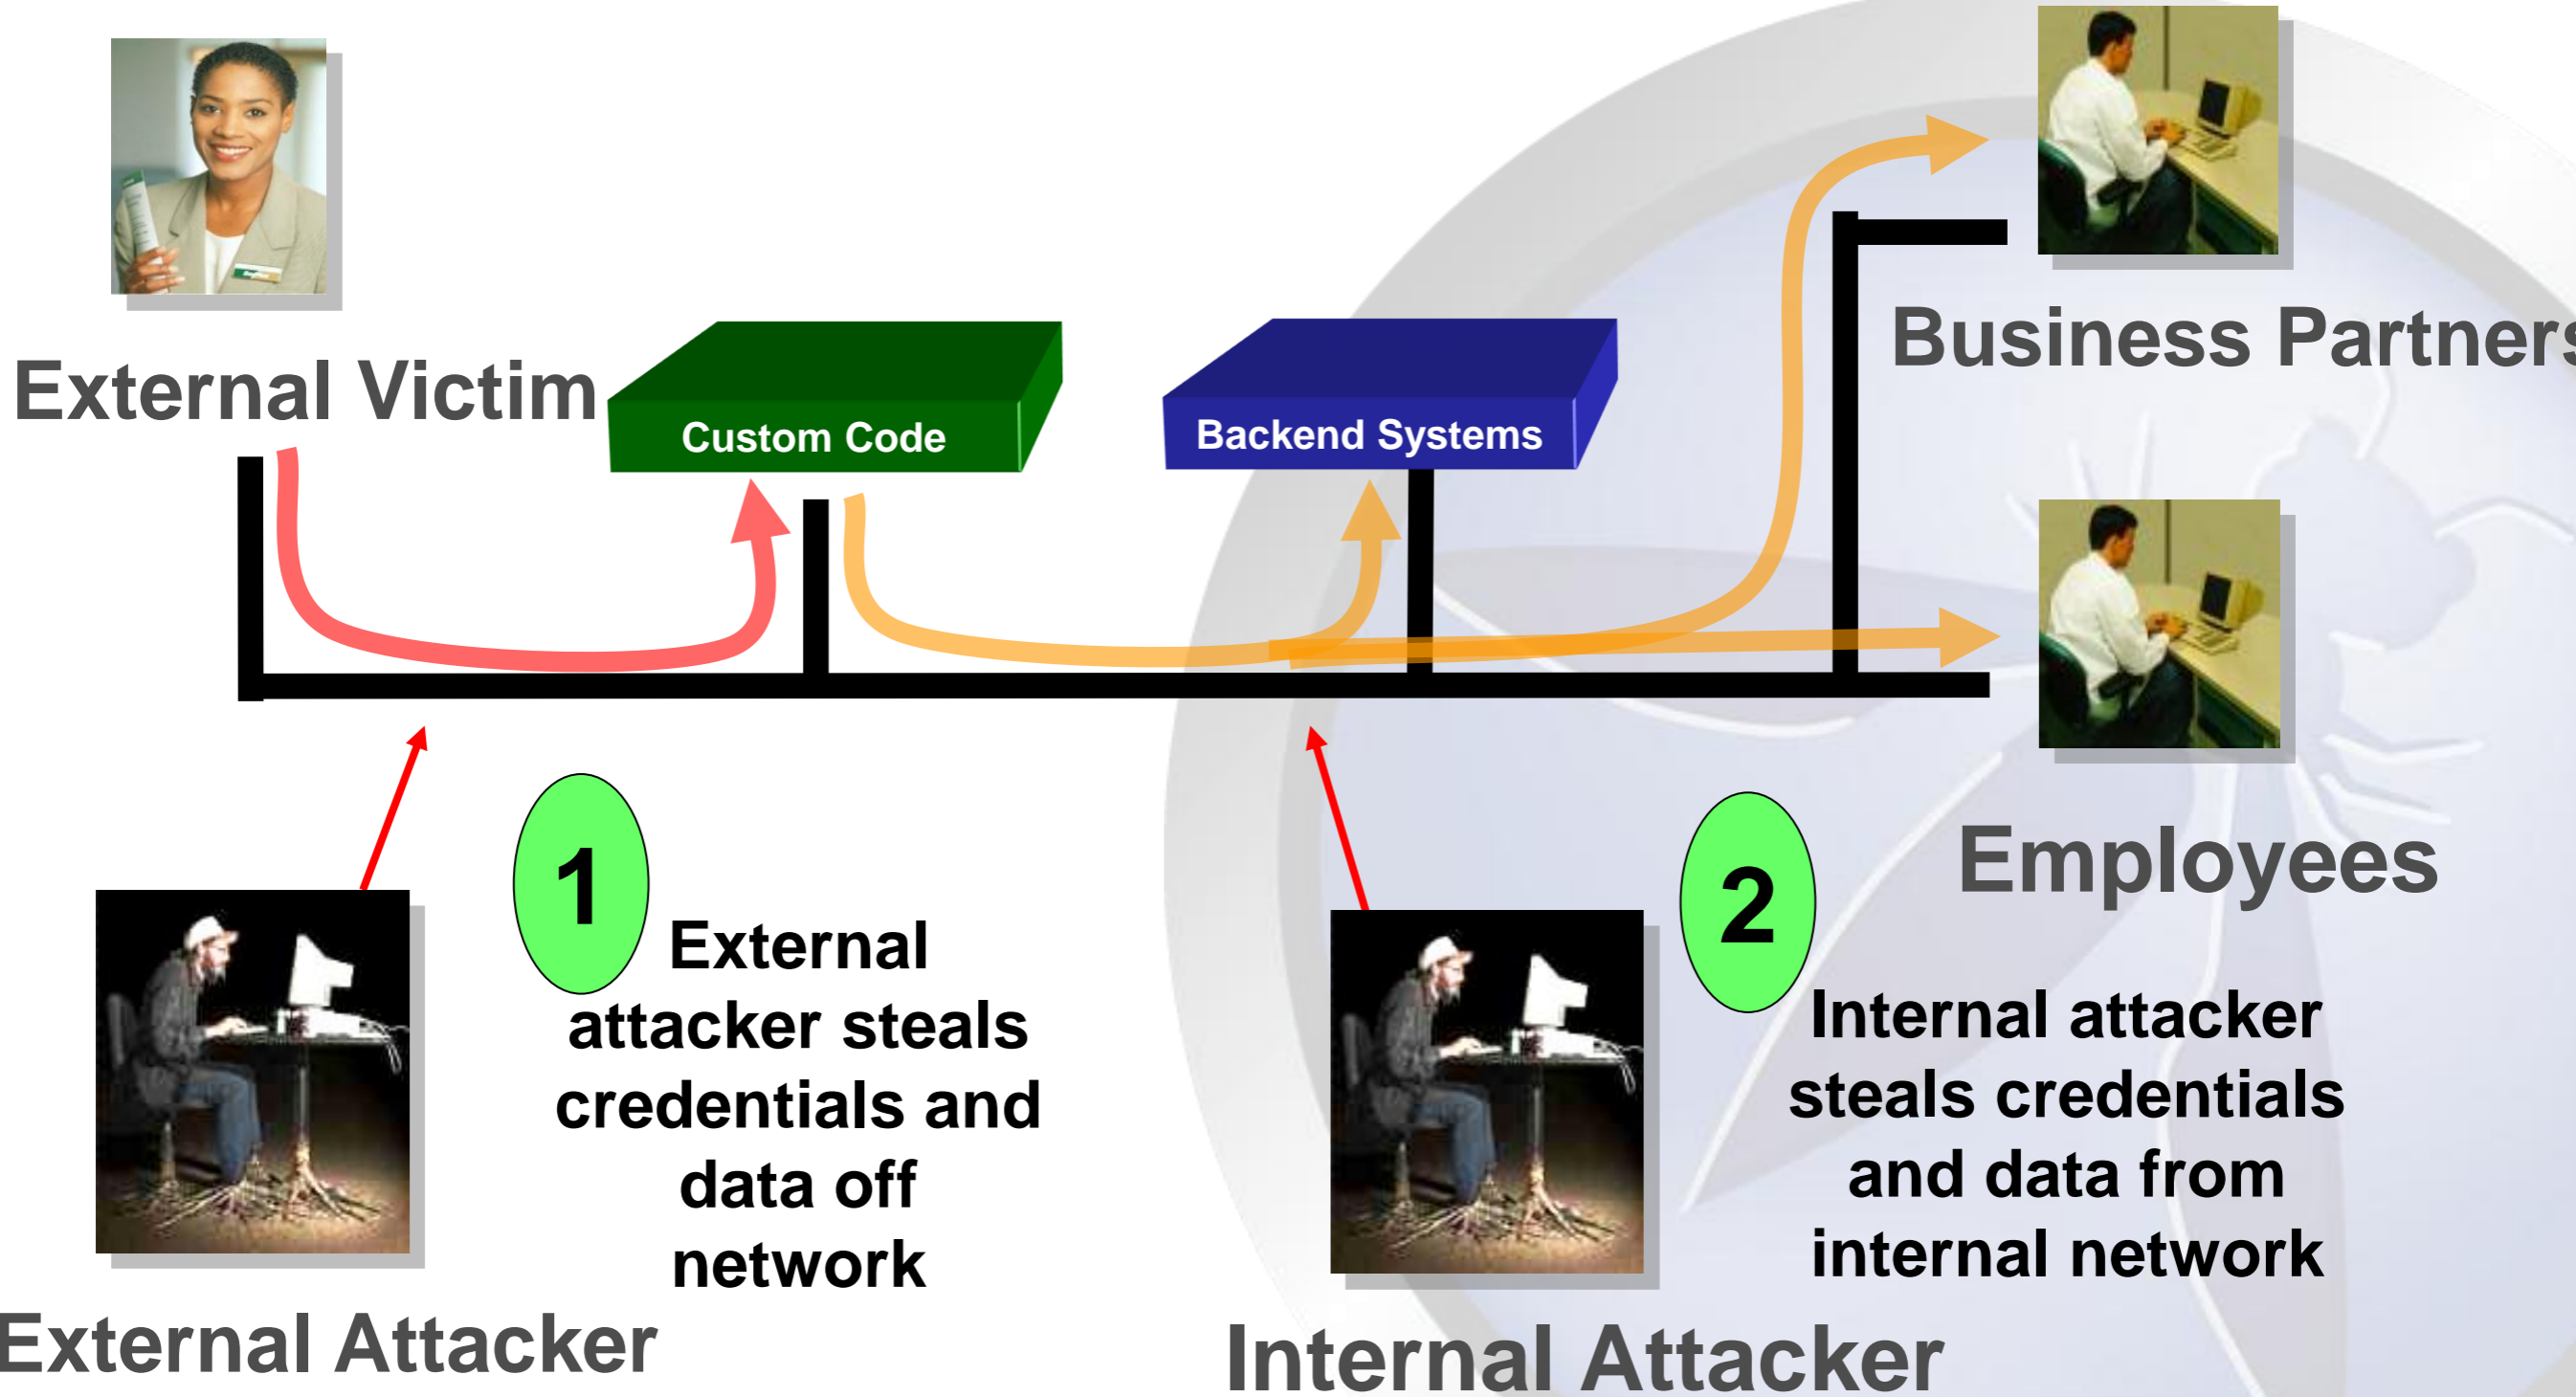 External Victim
Custom Code
Backend Systems
Business Partners
Employees
1
External
attacker steals
credentials and
data off
network
2
Internal attacker
steals credentials
and data from
internal network
External Attacker
Internal Attacker